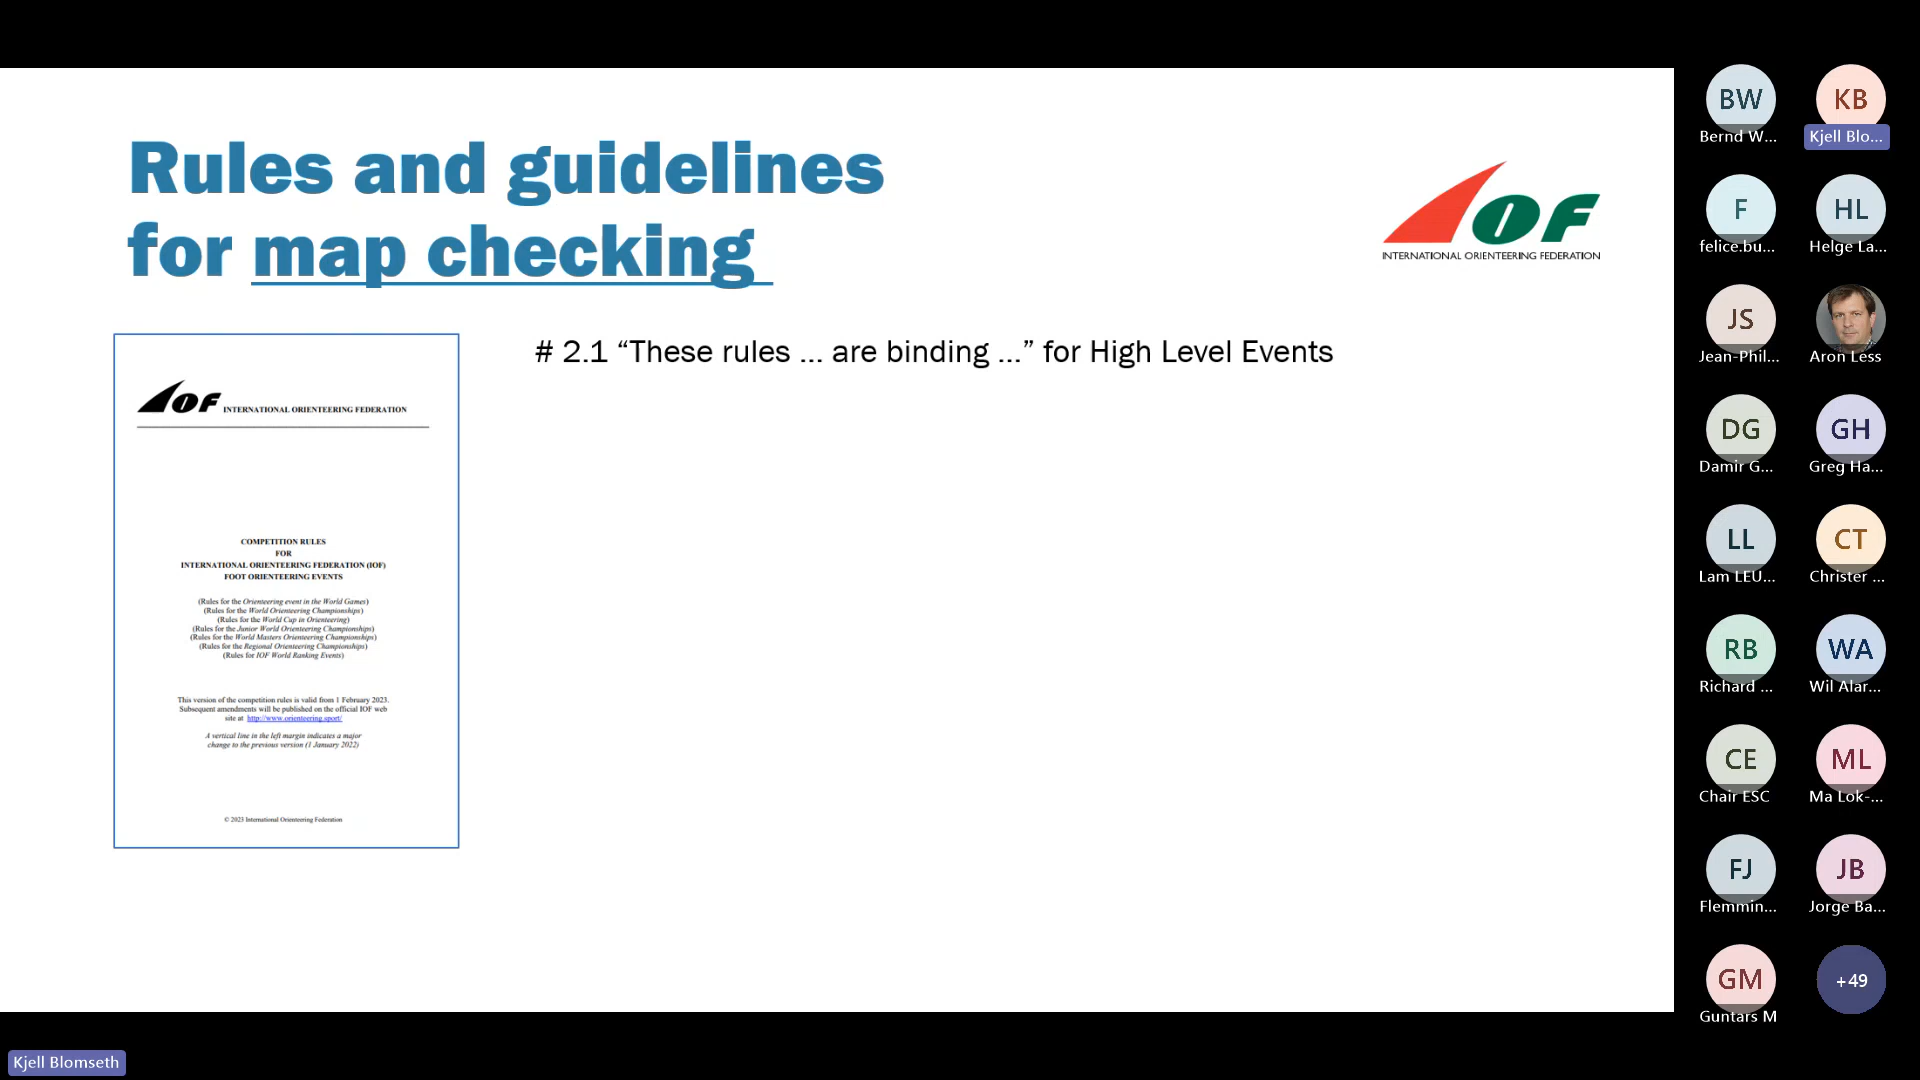 Rules and guidelines
for map checking
IOF
INTERNATIONAL ORIENTEERING FEDERATION
# 2.1 “These rules ... are binding ...” for High Level Events
IOF INTERNATIONAL ORIENTEERING FEDERATION
COMPETITION RULES
FOR
INTERNATIONAL ORIENTEERING FEDERATION (IOF)
FOOT ORIENTEERING EVENTS
(Rules for the Orienteering event in the World Games)
(Rules for the World Orienteering Championships)
(Rules for the World Cup in Orienteering)
(Rules for the Junior World Orienteering Championships)
(Rules for the World Masters Orienteering Championships)
(Rules for the Regional Orienteering Championships)
(Rules for IOF World Ranking Events)
This version of the competition rules is valid from 1 February 2023.
Subsequent amendments will be published on the official IOF web
site at http://www.orienteering.sport/
A vertical line in the left margin indicates a major
change to the previous version (1 January 2022)
© 2023 International Orienteering Federation
BW
Bernd W...
KB
Kjell Blo...
F
felice.bu...
HL
Helge La...
JS
Jean-Phil...
Aron Less
DG
Damir G...
GH
Greg Ha...
LL
Lam LEU...
CT
Christer ...
RB
Richard ...
WA
Wil Alar...
CE
Chair ESC
ML
Ma Lok-...
FJ
Flemmin...
JB
Jorge Ba...
GM
Guntars M
+49
Kjell Blomseth